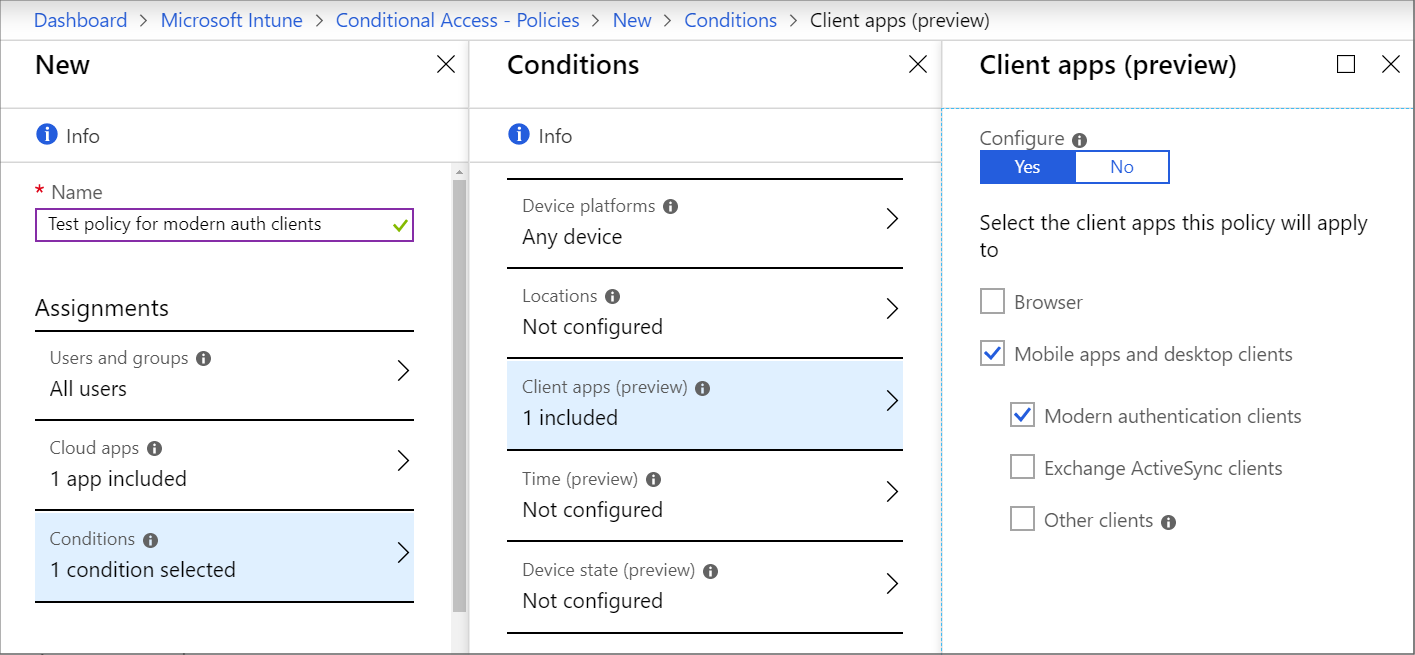 Dashboard > Microsoft Intune > Conditional Access - Policies > New > Conditions > Client apps (preview)
New
Info
* Name
Test policy for modern auth clients
Assignments
Users and groups
All users
Cloud apps
1 app included
Conditions
1 condition selected
Conditions
Info
Device platforms
Any device
Locations
Not configured
Client apps (preview)
1 included
Time (preview)
Not configured
Device state (preview)
Not configured
Client apps (preview)
Configure
Yes No
Select the client apps this policy will apply
to
Browser
Mobile apps and desktop clients
Modern authentication clients
Exchange ActiveSync clients
Other clients